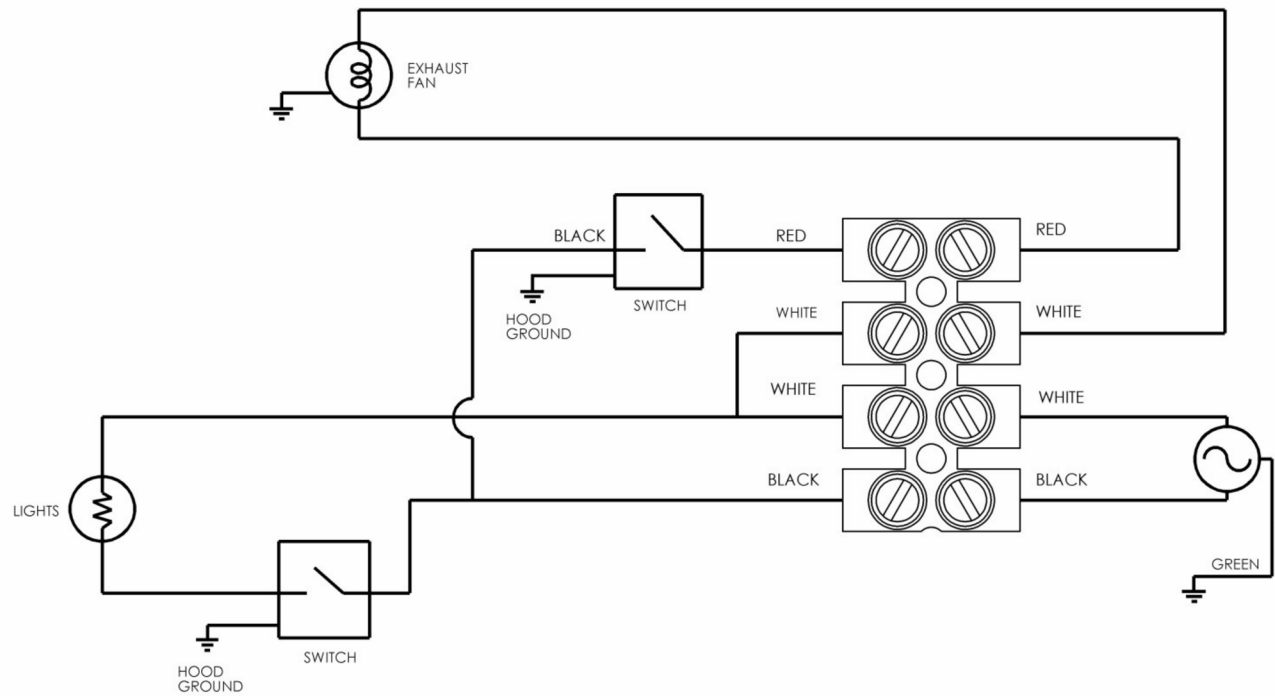 EXHAUST
FAN
BLACK
RED
RED
HOOD
GROUND
SWITCH
WHITE
WHITE
WHITE
WHITE
BLACK
BLACK
LIGHTS
GREEN
HOOD
GROUND
SWITCH